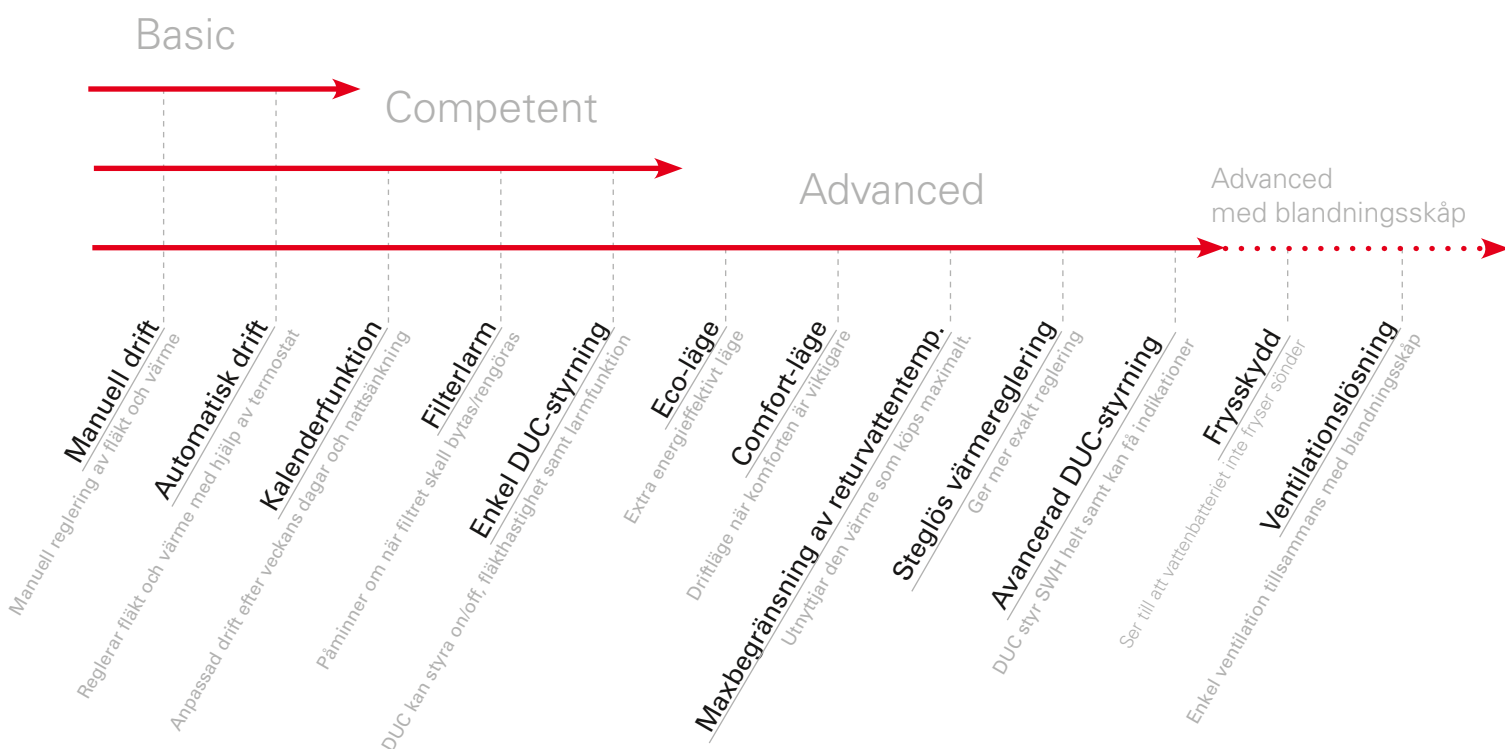 Basic
Competent
Advanced
Advanced
med blandningsskåp
Manuell drift
Manuell reglering av fläkt och värme
Automatisk drift
Reglerar fläkt och värme med hjälp av termostat
Kalenderfunktion
Anpassad drift efter veckans dagar och nattsänkning
Filterlarm
Påminner om när filtret skall bytas/rengöras
Enkel DUC-styrning
DUC kan styra on/off, fläkthastighet samt larmfunktion
Eco-läge
Extra energieffektivt läge
Comfort-läge
Driftläge när komforten är viktigare
Maxbegränsning av returvattentemp.
Utnyttjar den värme som köps maximalt.
Steglös värmereglering
Ger mer exakt reglering
Avancerad DUC-styrning
DUC styr SWH helt samt kan få indikationer
Frysskydd
Ser till att vattenbatteriet inte fryser sönder
Ventilationslösning
Enkel ventilation tillsammans med blandningsskåp